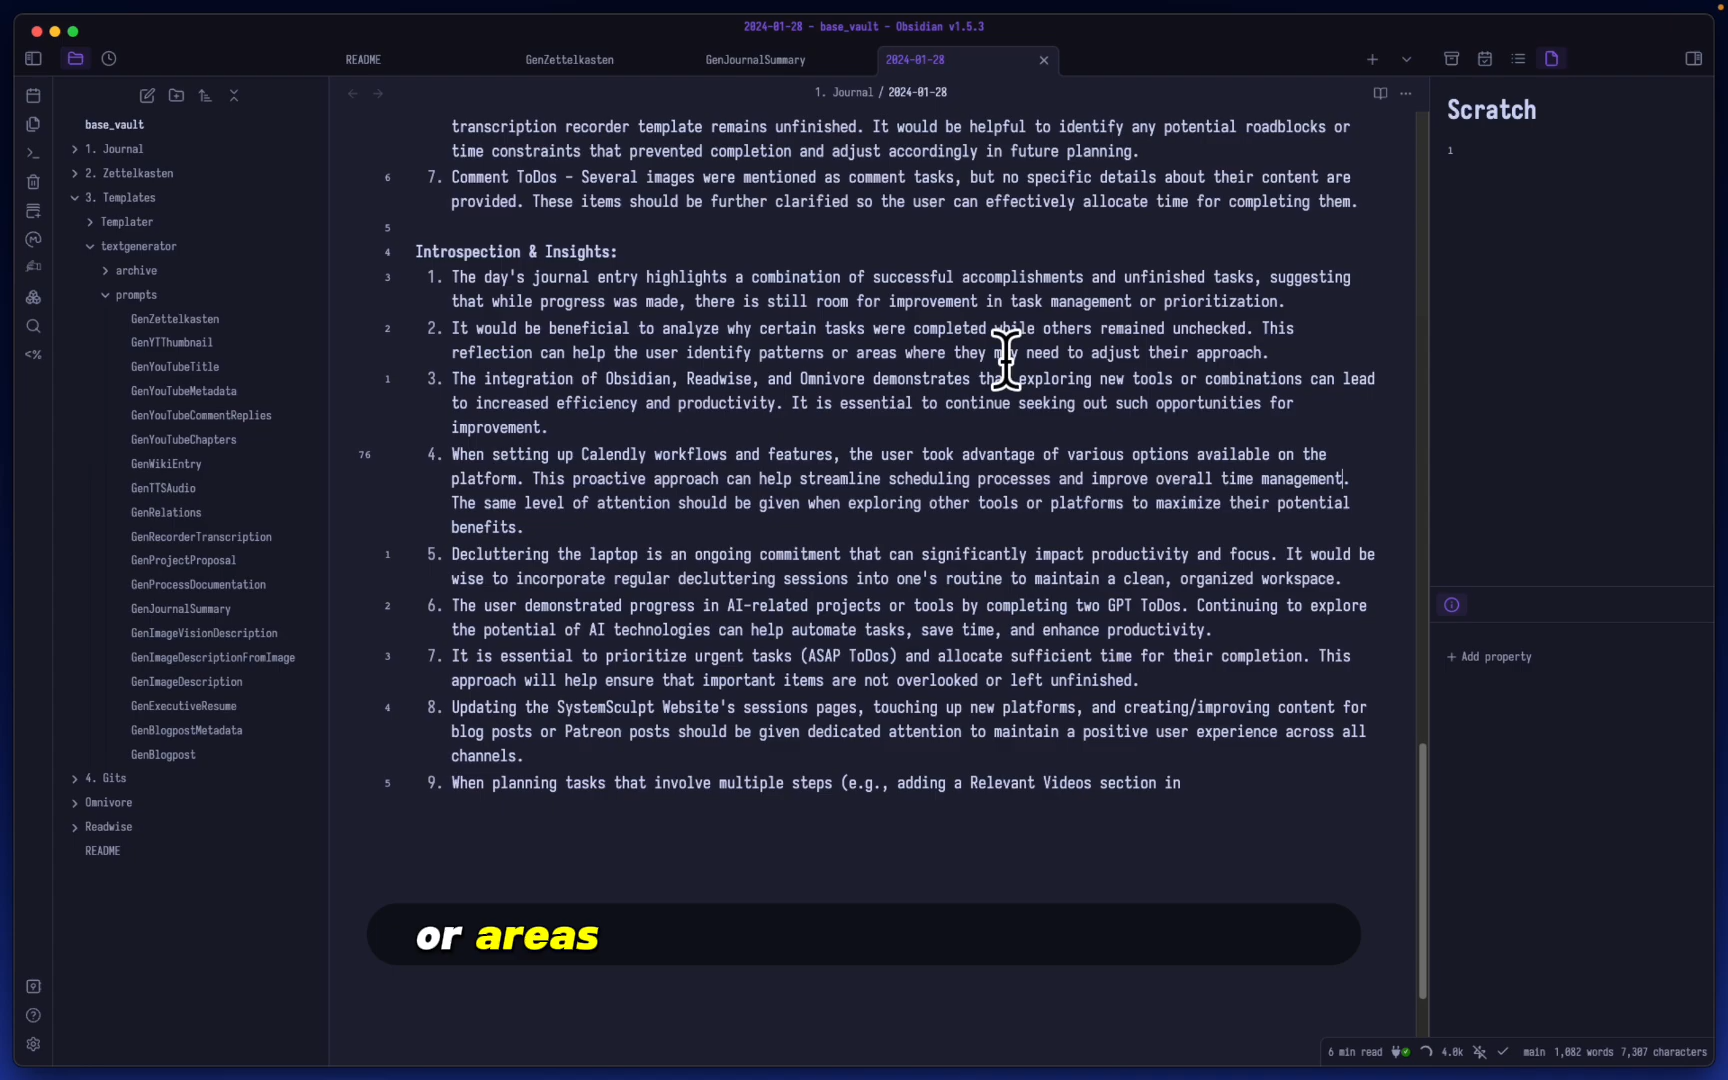 2024-01-28 - base_vault - Obsidian v1.5.3
README
GenZettelkasten
GenJournalSummary
2024-01-28
1. Journal / 2024-01-28
base_vault
1. Journal
2. Zettelkasten
3. Templates
Templater
textgenerator
archive
prompts
GenZettelkasten
GenYTThumbnail
GenYouTubeTitle
GenYouTubeMetadata
GenYouTubeCommentReplies
GenYouTubeChapters
GenWikiEntry
GenTTSAudio
GenRelations
GenRecorderTranscription
GenProjectProposal
GenProcessDocumentation
GenJournalSummary
GenImageVisionDescription
GenImageDescriptionFromImage
GenImageDescription
GenExecutiveResume
GenBlogpostMetadata
GenBlogpost
4. Gits
Omnivore
Readwise
README
transcription recorder template remains unfinished. It would be helpful to identify any potential roadblocks or
time constraints that prevented completion and adjust accordingly in future planning.
6 7. Comment ToDos - Several images were mentioned as comment tasks, but no specific details about their content are
provided. These items should be further clarified so the user can effectively allocate time for completing them.
5
4 Introspection & Insights:
3 1. The day's journal entry highlights a combination of successful accomplishments and unfinished tasks, suggesting
that while progress was made, there is still room for improvement in task management or prioritization.
2 2. It would be beneficial to analyze why certain tasks were completed while others remained unchecked. This
reflection can help the user identify patterns or areas where they may need to adjust their approach.
1 3. The integration of Obsidian, Readwise, and Omnivore demonstrates that exploring new tools or combinations can lead
to increased efficiency and productivity. It is essential to continue seeking out such opportunities for
improvement.
76 4. When setting up Calendly workflows and features, the user took advantage of various options available on the
platform. This proactive approach can help streamline scheduling processes and improve overall time management.
The same level of attention should be given when exploring other tools or platforms to maximize their potential
benefits.
1 5. Decluttering the laptop is an ongoing commitment that can significantly impact productivity and focus. It would be
wise to incorporate regular decluttering sessions into one's routine to maintain a clean, organized workspace.
2 6. The user demonstrated progress in AI-related projects or tools by completing two GPT ToDos. Continuing to explore
the potential of AI technologies can help automate tasks, save time, and enhance productivity.
3 7. It is essential to prioritize urgent tasks (ASAP ToDos) and allocate sufficient time for their completion. This
approach will help ensure that important items are not overlooked or left unfinished.
4 8. Updating the SystemSculpt Website's sessions pages, touching up new platforms, and creating/improving content for
blog posts or Patreon posts should be given dedicated attention to maintain a positive user experience across all
channels.
5 9. When planning tasks that involve multiple steps (e.g., adding a Relevant Videos section in
or areas
Scratch
1
+ Add property
6 min read 4.0k main 1,082 words 7,307 characters